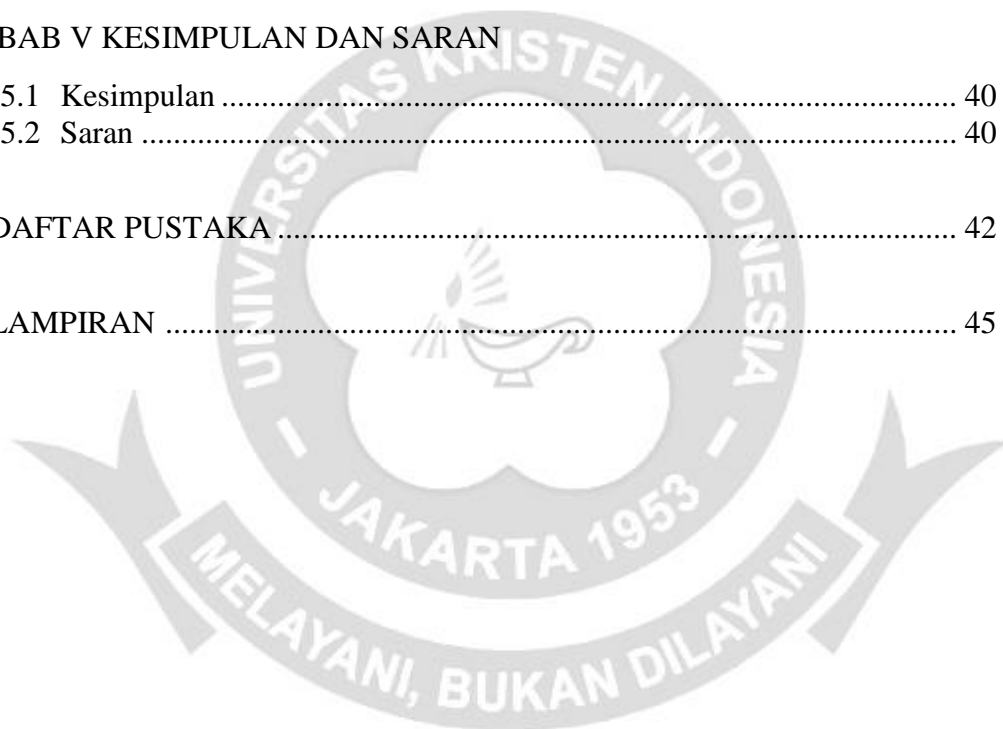 BAB V KESIMPULAN DAN SARAN
5.1 Kesimpulan ........................................................................................... 40
5.2 Saran ..................................................................................................... 40
DAFTAR PUSTAKA .................................................................................... 42
LAMPIRAN .................................................................................................. 45
UNIVERSITAS KRISTEN INDONESIA
– JAKARTA 1953 –
MELAYANI, BUKAN DILAYANI